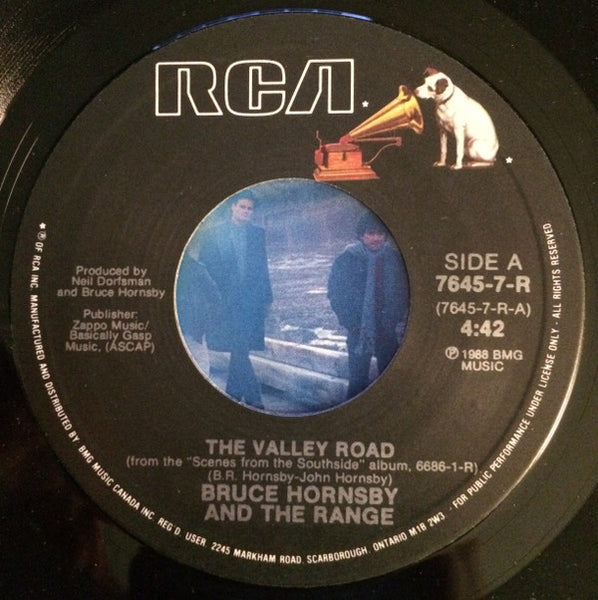 RCA
SIDE A
7645-7-R
(7645-7-R-A)
4:42
℗ 1988 BMG
MUSIC
Produced by
Neil Dorfsman
and Bruce Hornsby
Publisher:
Zappo Music/
Basically Gasp
Music, (ASCAP)
THE VALLEY ROAD
(from the "Scenes from the Southside" album, 6686-1-R)
(B.R. Hornsby-John Hornsby)
BRUCE HORNSBY
AND THE RANGE
* ® OF RCA INC. MANUFACTURED AND DISTRIBUTED BY BMG MUSIC CANADA INC. REG'D. USER. 2245 MARKHAM ROAD, SCARBOROUGH, ONTARIO M1B 2W3 - FOR PUBLIC PERFORMANCE UNDER LICENSE ONLY - ALL RIGHTS RESERVED